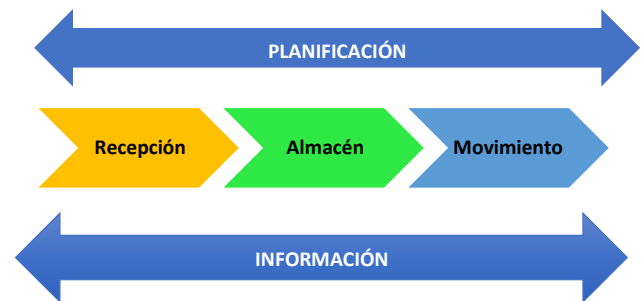 PLANIFICACIÓN
Recepción
Almacén
Movimiento
INFORMACIÓN